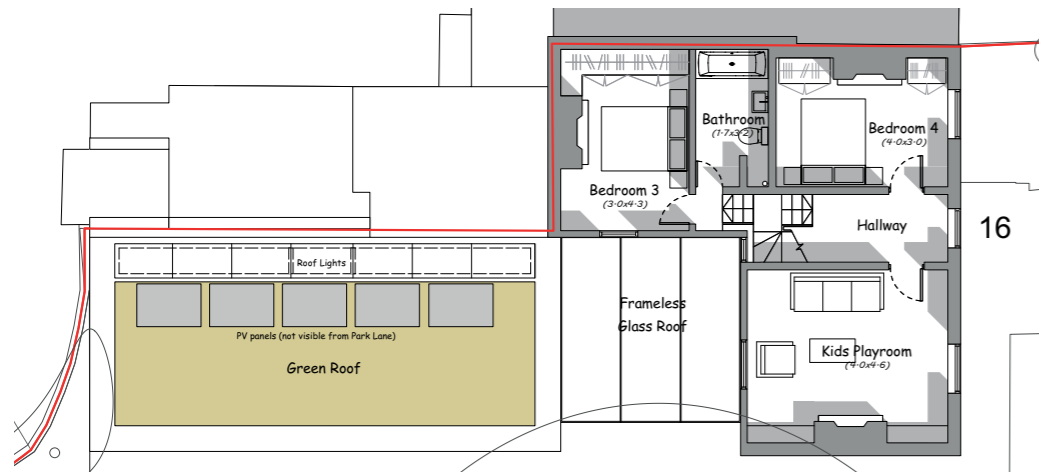 Bathroom
(1·7x3·2)
Bedroom 4
(4·0x3·0)
Bedroom 3
(3·0x4·3)
Hallway
16
Roof Lights
Frameless
Glass Roof
PV panels (not visible from Park Lane)
Green Roof
Kids Playroom
(4·0x4·6)